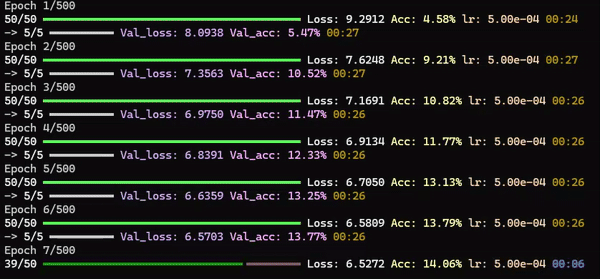 Epoch 1/500
50/50 Loss: 9.2912 Acc: 4.58% lr: 5.00e-04 00:24
-> 5/5 Val_loss: 8.0938 Val_acc: 5.47% 00:27
Epoch 2/500
50/50 Loss: 7.6248 Acc: 9.21% lr: 5.00e-04 00:27
-> 5/5 Val_loss: 7.3563 Val_acc: 10.52% 00:27
Epoch 3/500
50/50 Loss: 7.1691 Acc: 10.82% lr: 5.00e-04 00:26
-> 5/5 Val_loss: 6.9750 Val_acc: 11.47% 00:26
Epoch 4/500
50/50 Loss: 6.9134 Acc: 11.77% lr: 5.00e-04 00:26
-> 5/5 Val_loss: 6.8391 Val_acc: 12.33% 00:26
Epoch 5/500
50/50 Loss: 6.7050 Acc: 13.13% lr: 5.00e-04 00:26
-> 5/5 Val_loss: 6.6359 Val_acc: 13.25% 00:26
Epoch 6/500
50/50 Loss: 6.5809 Acc: 13.79% lr: 5.00e-04 00:26
-> 5/5 Val_loss: 6.5703 Val_acc: 13.77% 00:26
Epoch 7/500
39/50 Loss: 6.5272 Acc: 14.06% lr: 5.00e-04 00:06